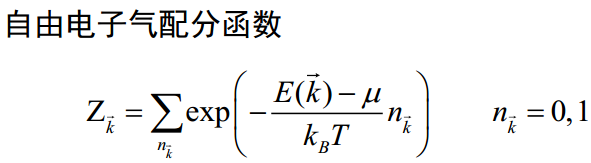 自由电子气配分函数
$Z_{\vec{k}} = \sum_{n_{\vec{k}}} \exp\left(-\frac{E(\vec{k})-\mu}{k_B T} n_{\vec{k}}\right) \qquad n_{\vec{k}} = 0,1$